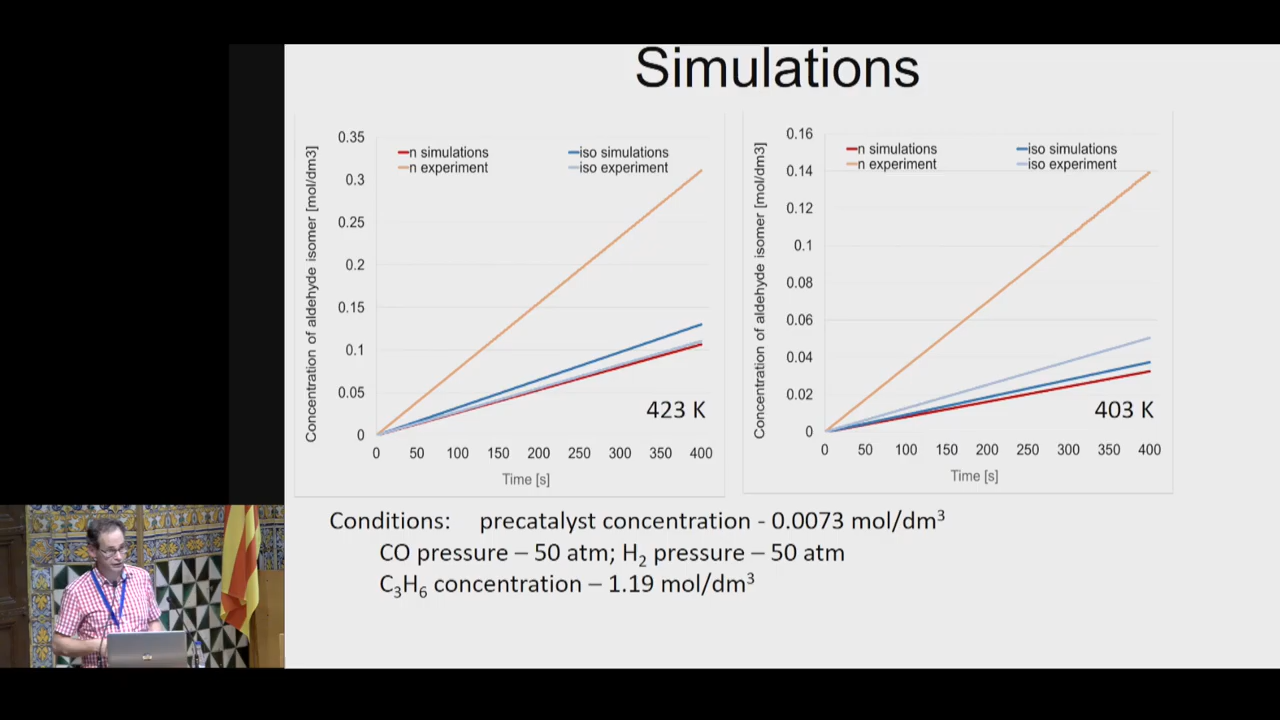 Simulations
Concentration of aldehyde isomer [mol/dm3]
0.35
0.3
0.25
0.2
0.15
0.1
0.05
0
n simulations
iso simulations
n experiment
iso experiment
423 K
0 50 100 150 200 250 300 350 400
Time [s]
Concentration of aldehyde isomer [mol/dm3]
0.16
0.14
0.12
0.1
0.08
0.06
0.04
0.02
0
n simulations
iso simulations
n experiment
iso experiment
403 K
0 50 100 150 200 250 300 350 400
Time [s]
Conditions: precatalyst concentration - 0.0073 mol/dm³
CO pressure – 50 atm; H₂ pressure – 50 atm
C₃H₆ concentration – 1.19 mol/dm³